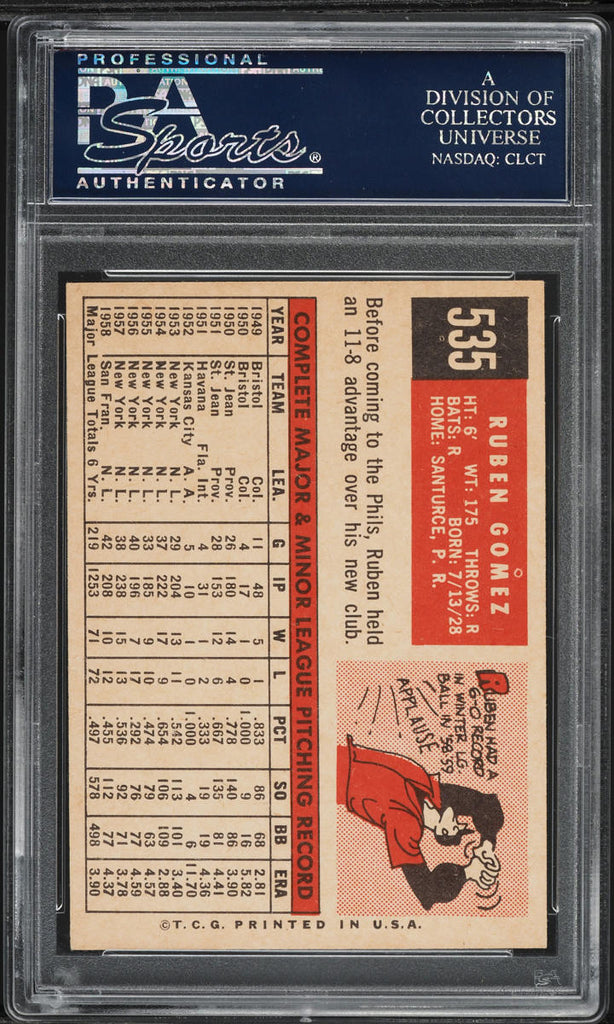 PROFESSIONAL
PSA
Sports®
AUTHENTICATOR
A
DIVISION OF
COLLECTORS
UNIVERSE
NASDAQ: CLCT
535
RUBEN GOMEZ
HT: 6' WT: 175 THROWS: R
BATS: R BORN: 7/13/28
HOME: SANTURCE, P. R.
RUBEN HAD A
6-0 RECORD
IN WINTER LG
BALL IN '58-'59
APPLAUSE
Before coming to the Phils, Ruben held
an 11-8 advantage over his new club.
COMPLETE MAJOR & MINOR LEAGUE PITCHING RECORD
YEAR TEAM LEA. G IP W L PCT SO BB ERA
1949 Bristol Col. 11 48 5 1 .833 86 68 2.81
1950 Bristol Col. 5 17 1 0 1.000 9 16 5.82
1950 St. Jean Prov. 26 180 14 4 .778 140 86 3.90
1951 St. Jean Prov. 28 153 12 6 .667 135 81 4.41
1951 Havana Fla. Int. 4 31 1 2 .333 19 19 4.36
1952 Kansas City A. A. 5 10 1 0 1.000 4 6 11.70
1953 New York N. L. 29 204 13 11 .542 113 101 3.40
1954 New York N. L. 37 222 17 9 .654 106 109 2.88
1955 New York N. L. 33 185 9 10 .474 79 63 4.57
1956 New York N. L. 40 196 7 17 .292 76 77 4.59
1957 New York N. L. 38 238 15 13 .536 92 71 3.78
1958 San Fran. N. L. 42 208 10 12 .455 112 77 4.37
Major League Totals 6 Yrs. 219 1253 71 72 .497 578 498 3.90
©T.C.G. PRINTED IN U.S.A.